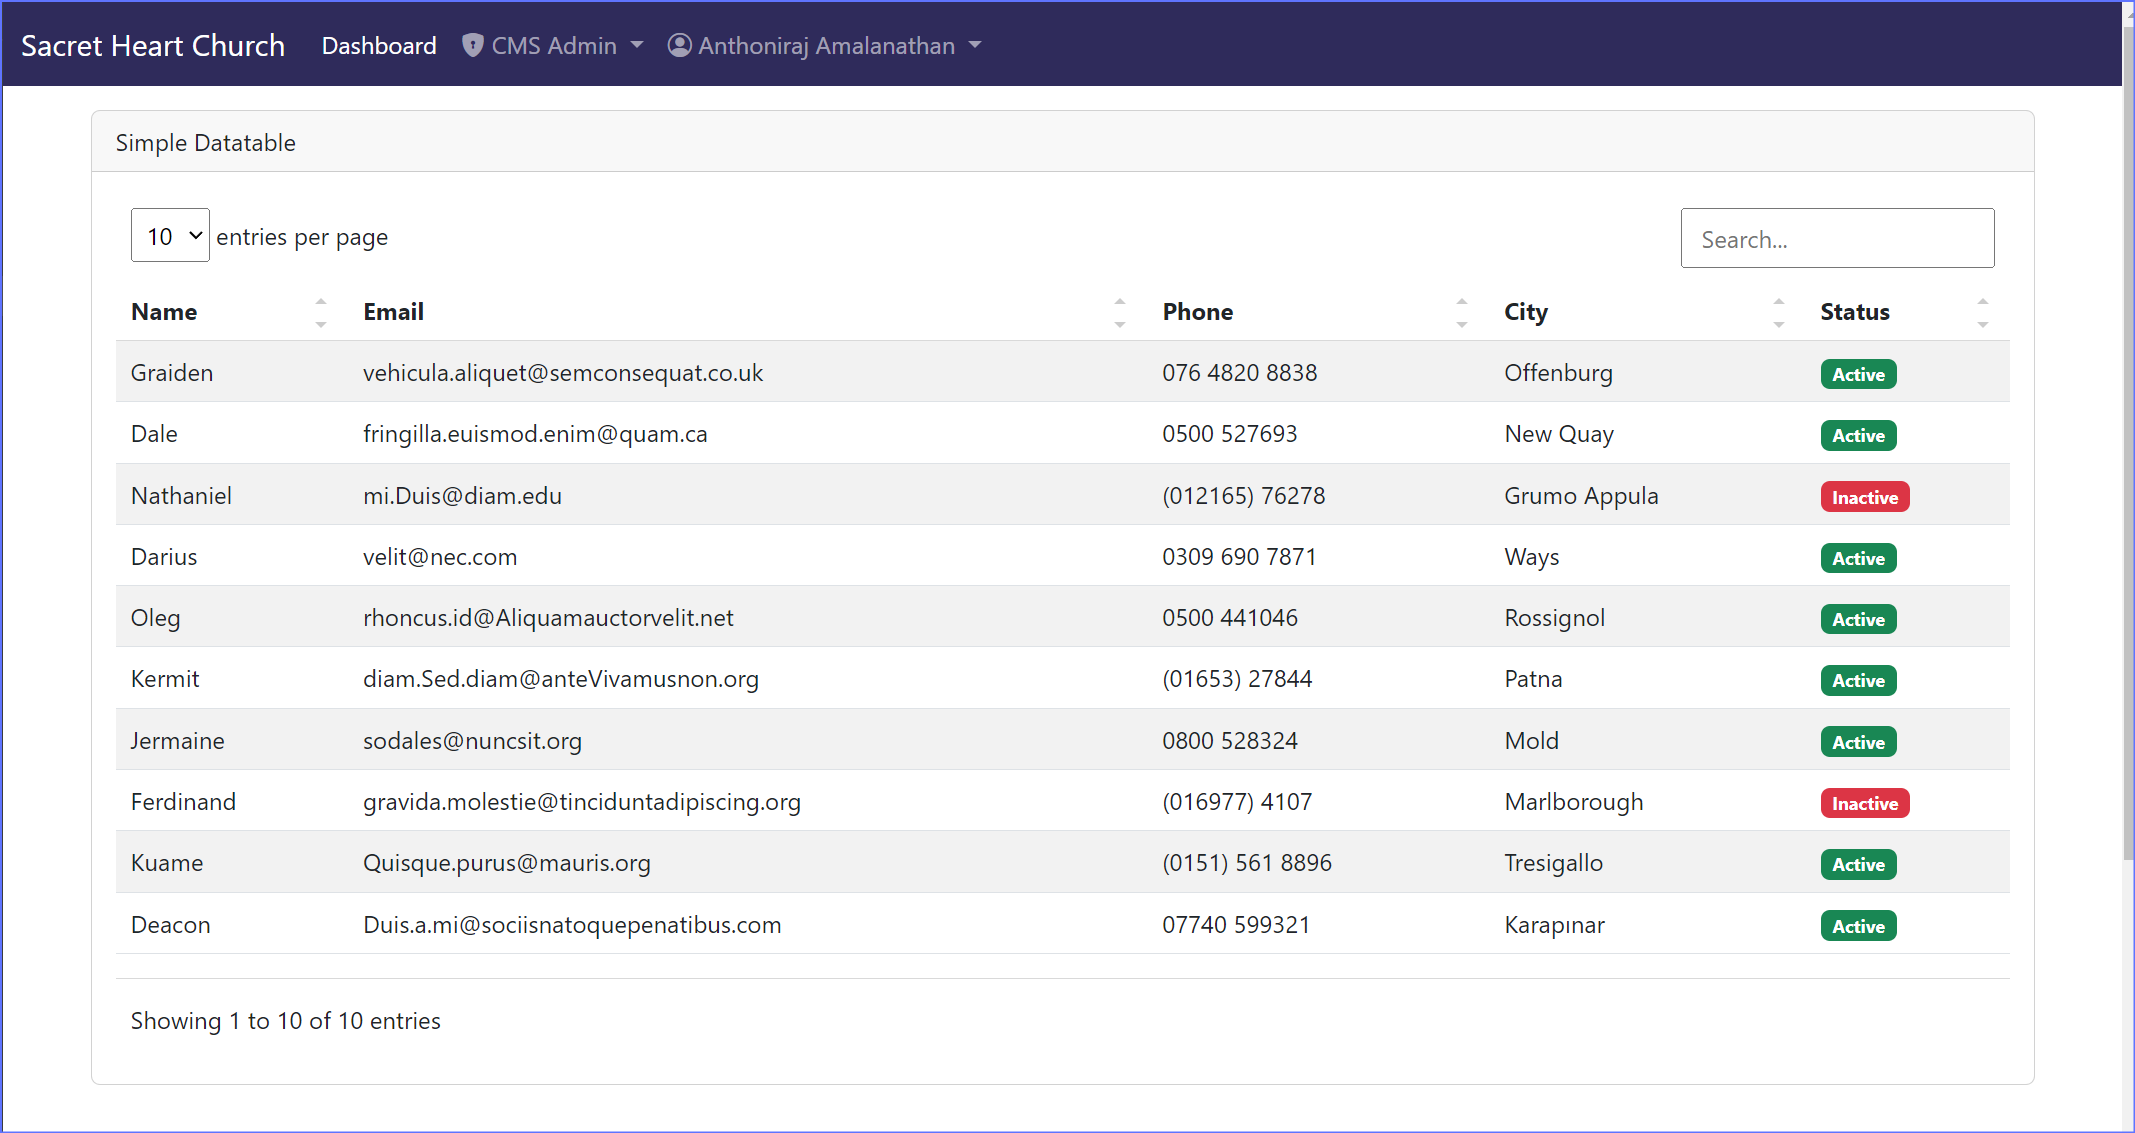 Sacret Heart Church Dashboard CMS Admin Anthoniraj Amalanathan
Simple Datatable
10 entries per page Search...
Name Email Phone City Status
Graiden vehicula.aliquet@semconsequat.co.uk 076 4820 8838 Offenburg Active
Dale fringilla.euismod.enim@quam.ca 0500 527693 New Quay Active
Nathaniel mi.Duis@diam.edu (012165) 76278 Grumo Appula Inactive
Darius velit@nec.com 0309 690 7871 Ways Active
Oleg rhoncus.id@Aliquamauctorvelit.net 0500 441046 Rossignol Active
Kermit diam.Sed.diam@anteVivamusnon.org (01653) 27844 Patna Active
Jermaine sodales@nuncsit.org 0800 528324 Mold Active
Ferdinand gravida.molestie@tinciduntadipiscing.org (016977) 4107 Marlborough Inactive
Kuame Quisque.purus@mauris.org (0151) 561 8896 Tresigallo Active
Deacon Duis.a.mi@sociisnatoquepenatibus.com 07740 599321 Karapınar Active
Showing 1 to 10 of 10 entries